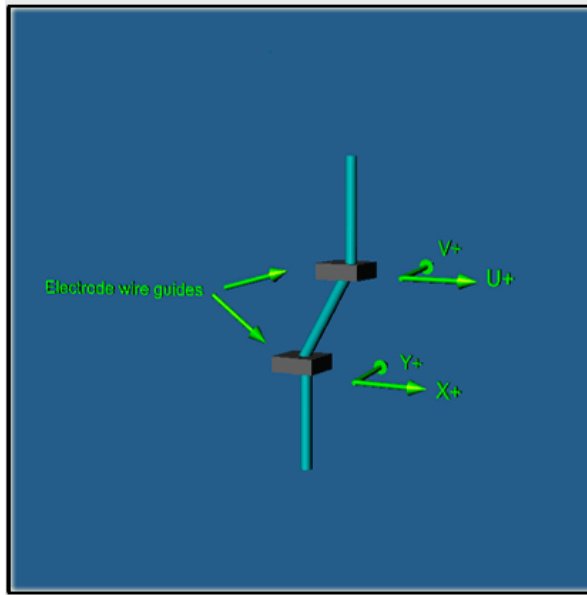 V+
U+
Electrode wire guides
Y+
X+